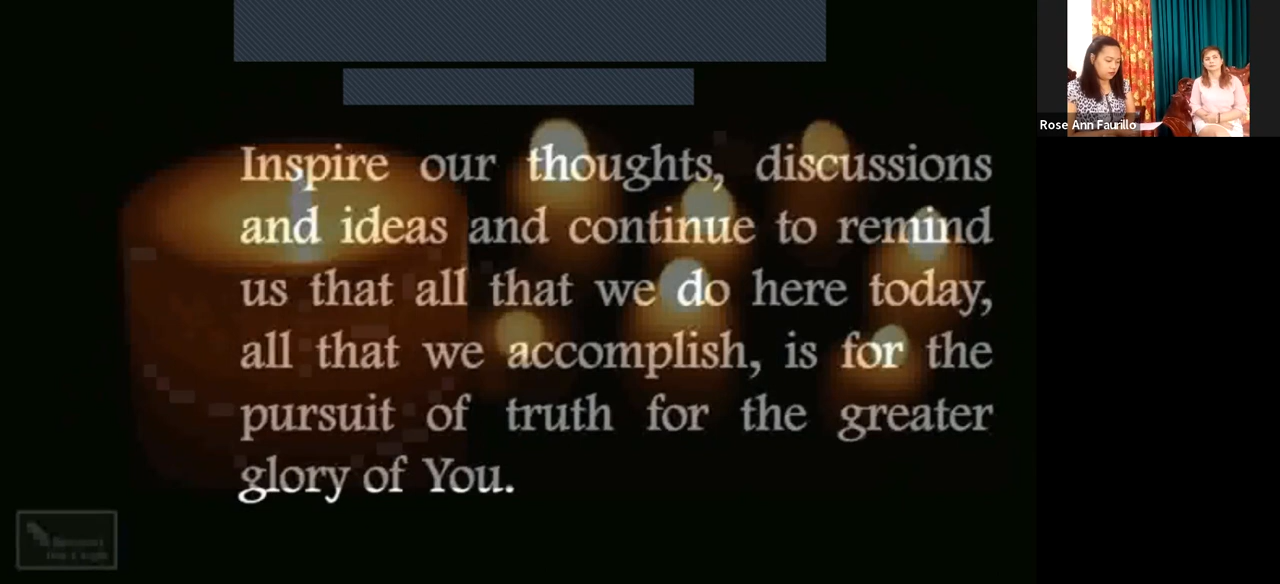 Inspire our thoughts, discussions
and ideas and continue to remind
us that all that we do here today,
all that we accomplish, is for the
pursuit of truth for the greater
glory of You.
Rose Ann Faurillo